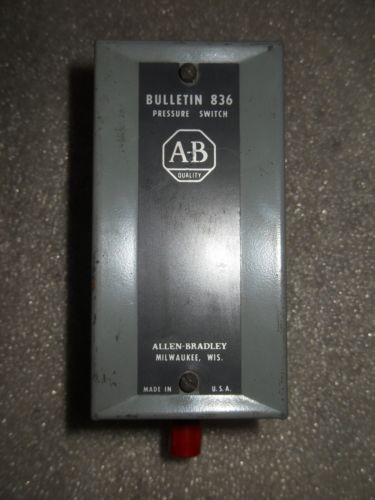 BULLETIN 836
PRESSURE SWITCH
A-B
QUALITY
ALLEN-BRADLEY
MILWAUKEE, WIS.
MADE IN U.S.A.